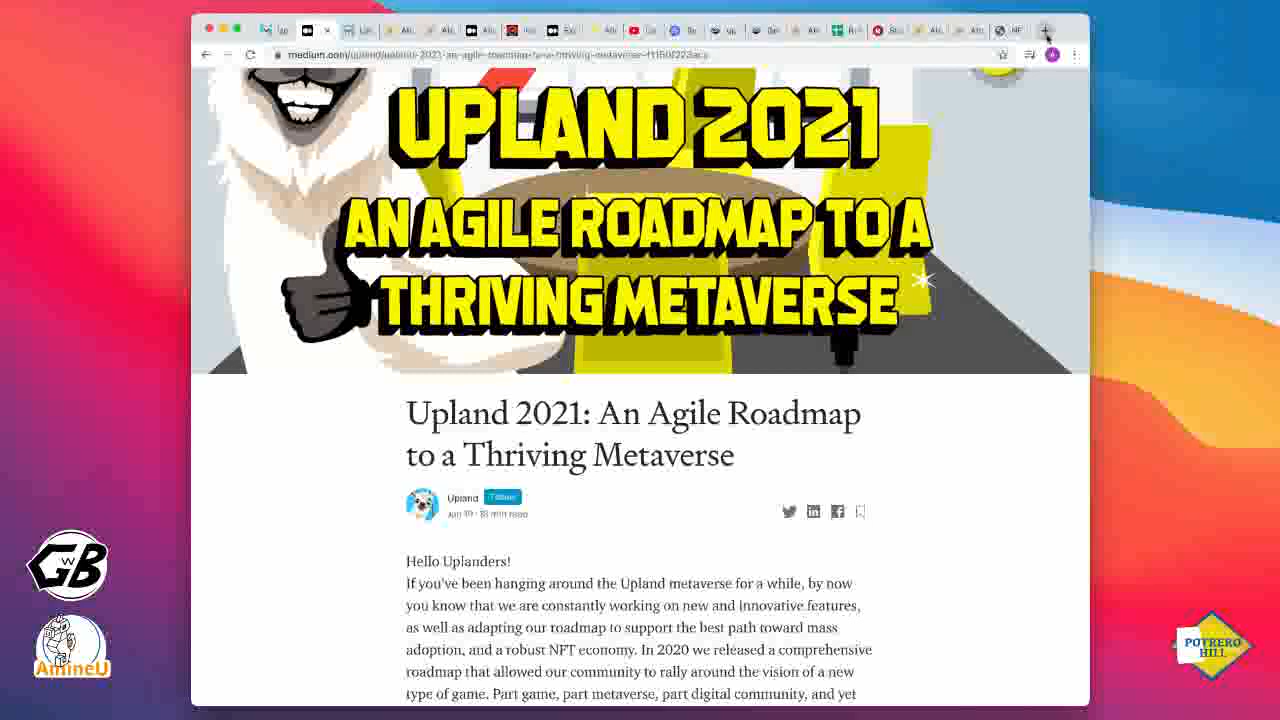 UPLAND 2021
AN AGILE ROADMAP TO A
THRIVING METAVERSE
Upland 2021: An Agile Roadmap
to a Thriving Metaverse
Upland Follow
Hello Uplanders!
If you've been hanging around the Upland metaverse for a while, by now
you know that we are constantly working on new and innovative features,
as well as adapting our roadmap to support the best path toward mass
adoption, and a robust NFT economy. In 2020 we released a comprehensive
roadmap that allowed our community to rally around the vision of a new
type of game. Part game, part metaverse, part digital community, and yet
GWB
AmineU
POTRERO
HILL